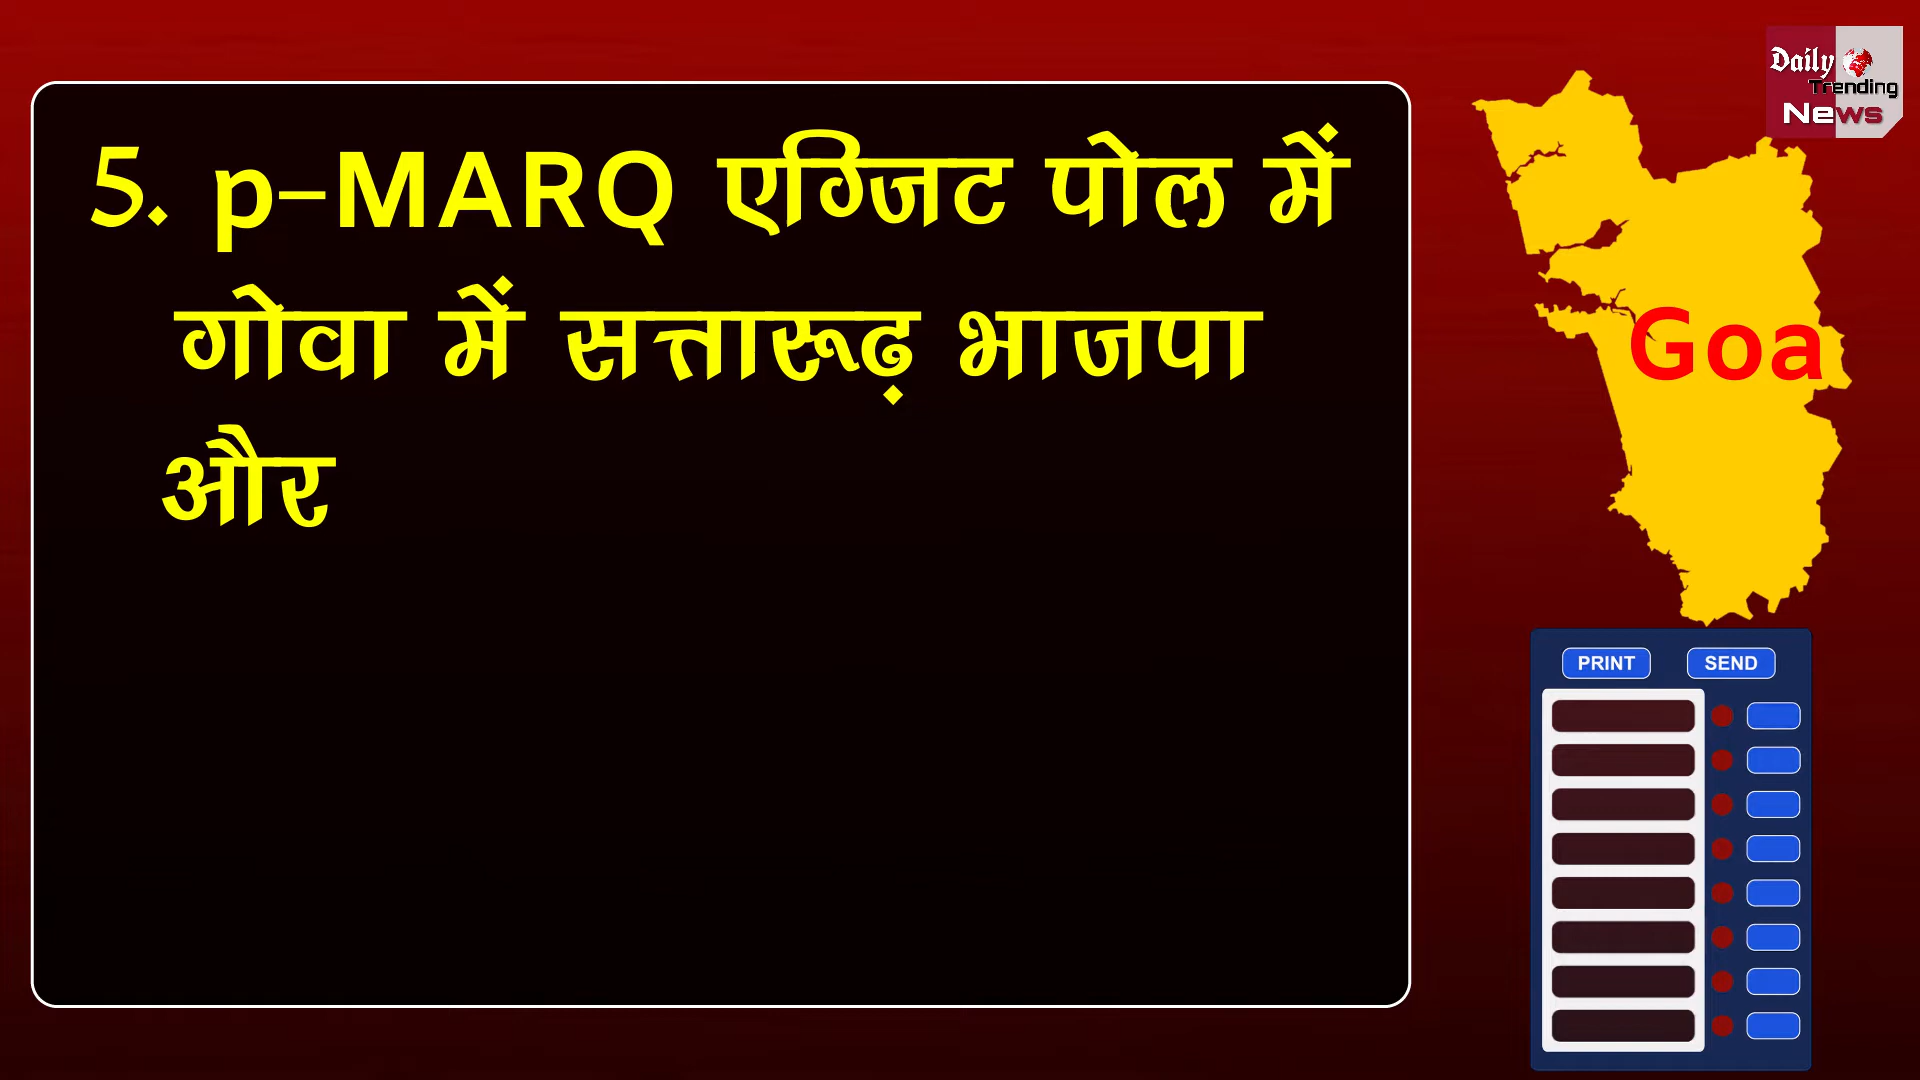 5. p-MARQ एग्जिट पोल में
गोवा में सत्तारूढ़ भाजपा
और
Daily
Trending
News
Goa
PRINT SEND